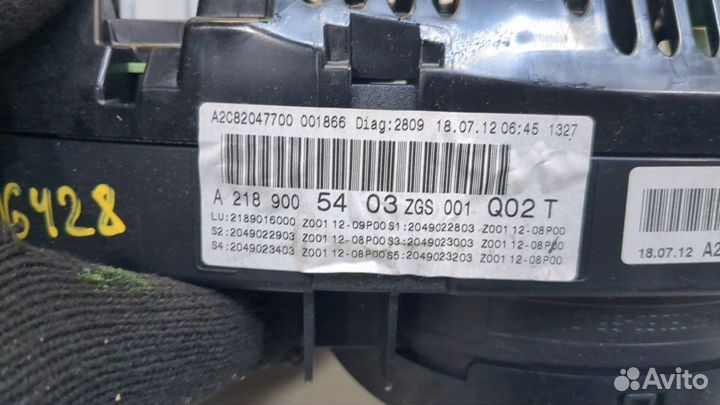 A2C82047700 001866 Diag:2809 18.07.12 06:45 1327
A 218 900 54 03 ZGS 001 Q02 T
LU:2189016000 Z001 12-09P00 S1:2049022803 Z001 12-08P00
S2:2049022903 Z001 12-08P00 S3:2049023003 Z001 12-08P00
S4:2049023403 Z001 12-08P00 S5:2049023203 Z001 12-08P00
18.07.12 A2
6428
Avito